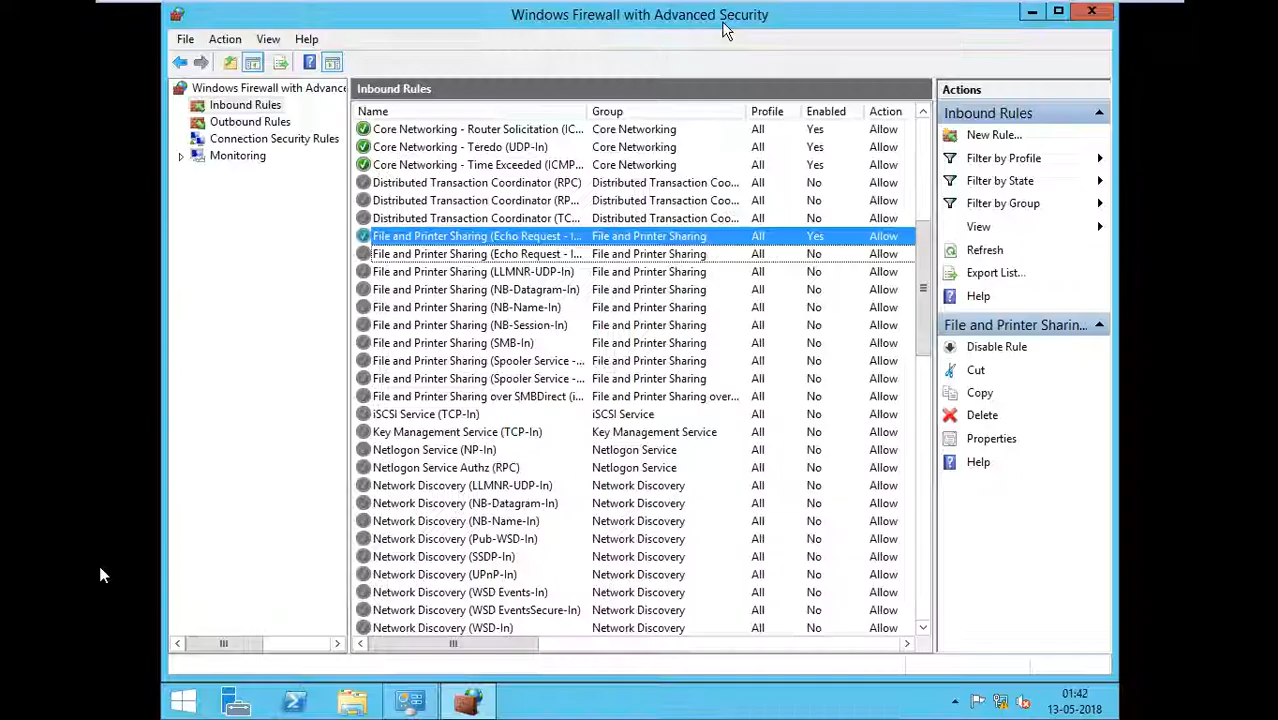 Windows Firewall with Advanced Security
File Action View Help
Windows Firewall with Advance
Inbound Rules
Outbound Rules
Connection Security Rules
Monitoring
Inbound Rules
Name Group Profile Enabled Action
Core Networking - Router Solicitation (IC... Core Networking All Yes Allow
Core Networking - Teredo (UDP-In) Core Networking All Yes Allow
Core Networking - Time Exceeded (ICMP... Core Networking All Yes Allow
Distributed Transaction Coordinator (RPC) Distributed Transaction Coo... All No Allow
Distributed Transaction Coordinator (RP... Distributed Transaction Coo... All No Allow
Distributed Transaction Coordinator (TC... Distributed Transaction Coo... All No Allow
File and Printer Sharing (Echo Request - I... File and Printer Sharing All Yes Allow
File and Printer Sharing (Echo Request - I... File and Printer Sharing All No Allow
File and Printer Sharing (LLMNR-UDP-In) File and Printer Sharing All No Allow
File and Printer Sharing (NB-Datagram-In) File and Printer Sharing All No Allow
File and Printer Sharing (NB-Name-In) File and Printer Sharing All No Allow
File and Printer Sharing (NB-Session-In) File and Printer Sharing All No Allow
File and Printer Sharing (SMB-In) File and Printer Sharing All No Allow
File and Printer Sharing (Spooler Service -... File and Printer Sharing All No Allow
File and Printer Sharing (Spooler Service -... File and Printer Sharing All No Allow
File and Printer Sharing over SMBDirect (i... File and Printer Sharing over... All No Allow
iSCSI Service (TCP-In) iSCSI Service All No Allow
Key Management Service (TCP-In) Key Management Service All No Allow
Netlogon Service (NP-In) Netlogon Service All No Allow
Netlogon Service Authz (RPC) Netlogon Service All No Allow
Network Discovery (LLMNR-UDP-In) Network Discovery All No Allow
Network Discovery (NB-Datagram-In) Network Discovery All No Allow
Network Discovery (NB-Name-In) Network Discovery All No Allow
Network Discovery (Pub-WSD-In) Network Discovery All No Allow
Network Discovery (SSDP-In) Network Discovery All No Allow
Network Discovery (UPnP-In) Network Discovery All No Allow
Network Discovery (WSD Events-In) Network Discovery All No Allow
Network Discovery (WSD EventsSecure-In) Network Discovery All No Allow
Network Discovery (WSD-In) Network Discovery All No Allow
Actions
Inbound Rules
New Rule...
Filter by Profile
Filter by State
Filter by Group
View
Refresh
Export List...
Help
File and Printer Sharin...
Disable Rule
Cut
Copy
Delete
Properties
Help
01:42
13-05-2018